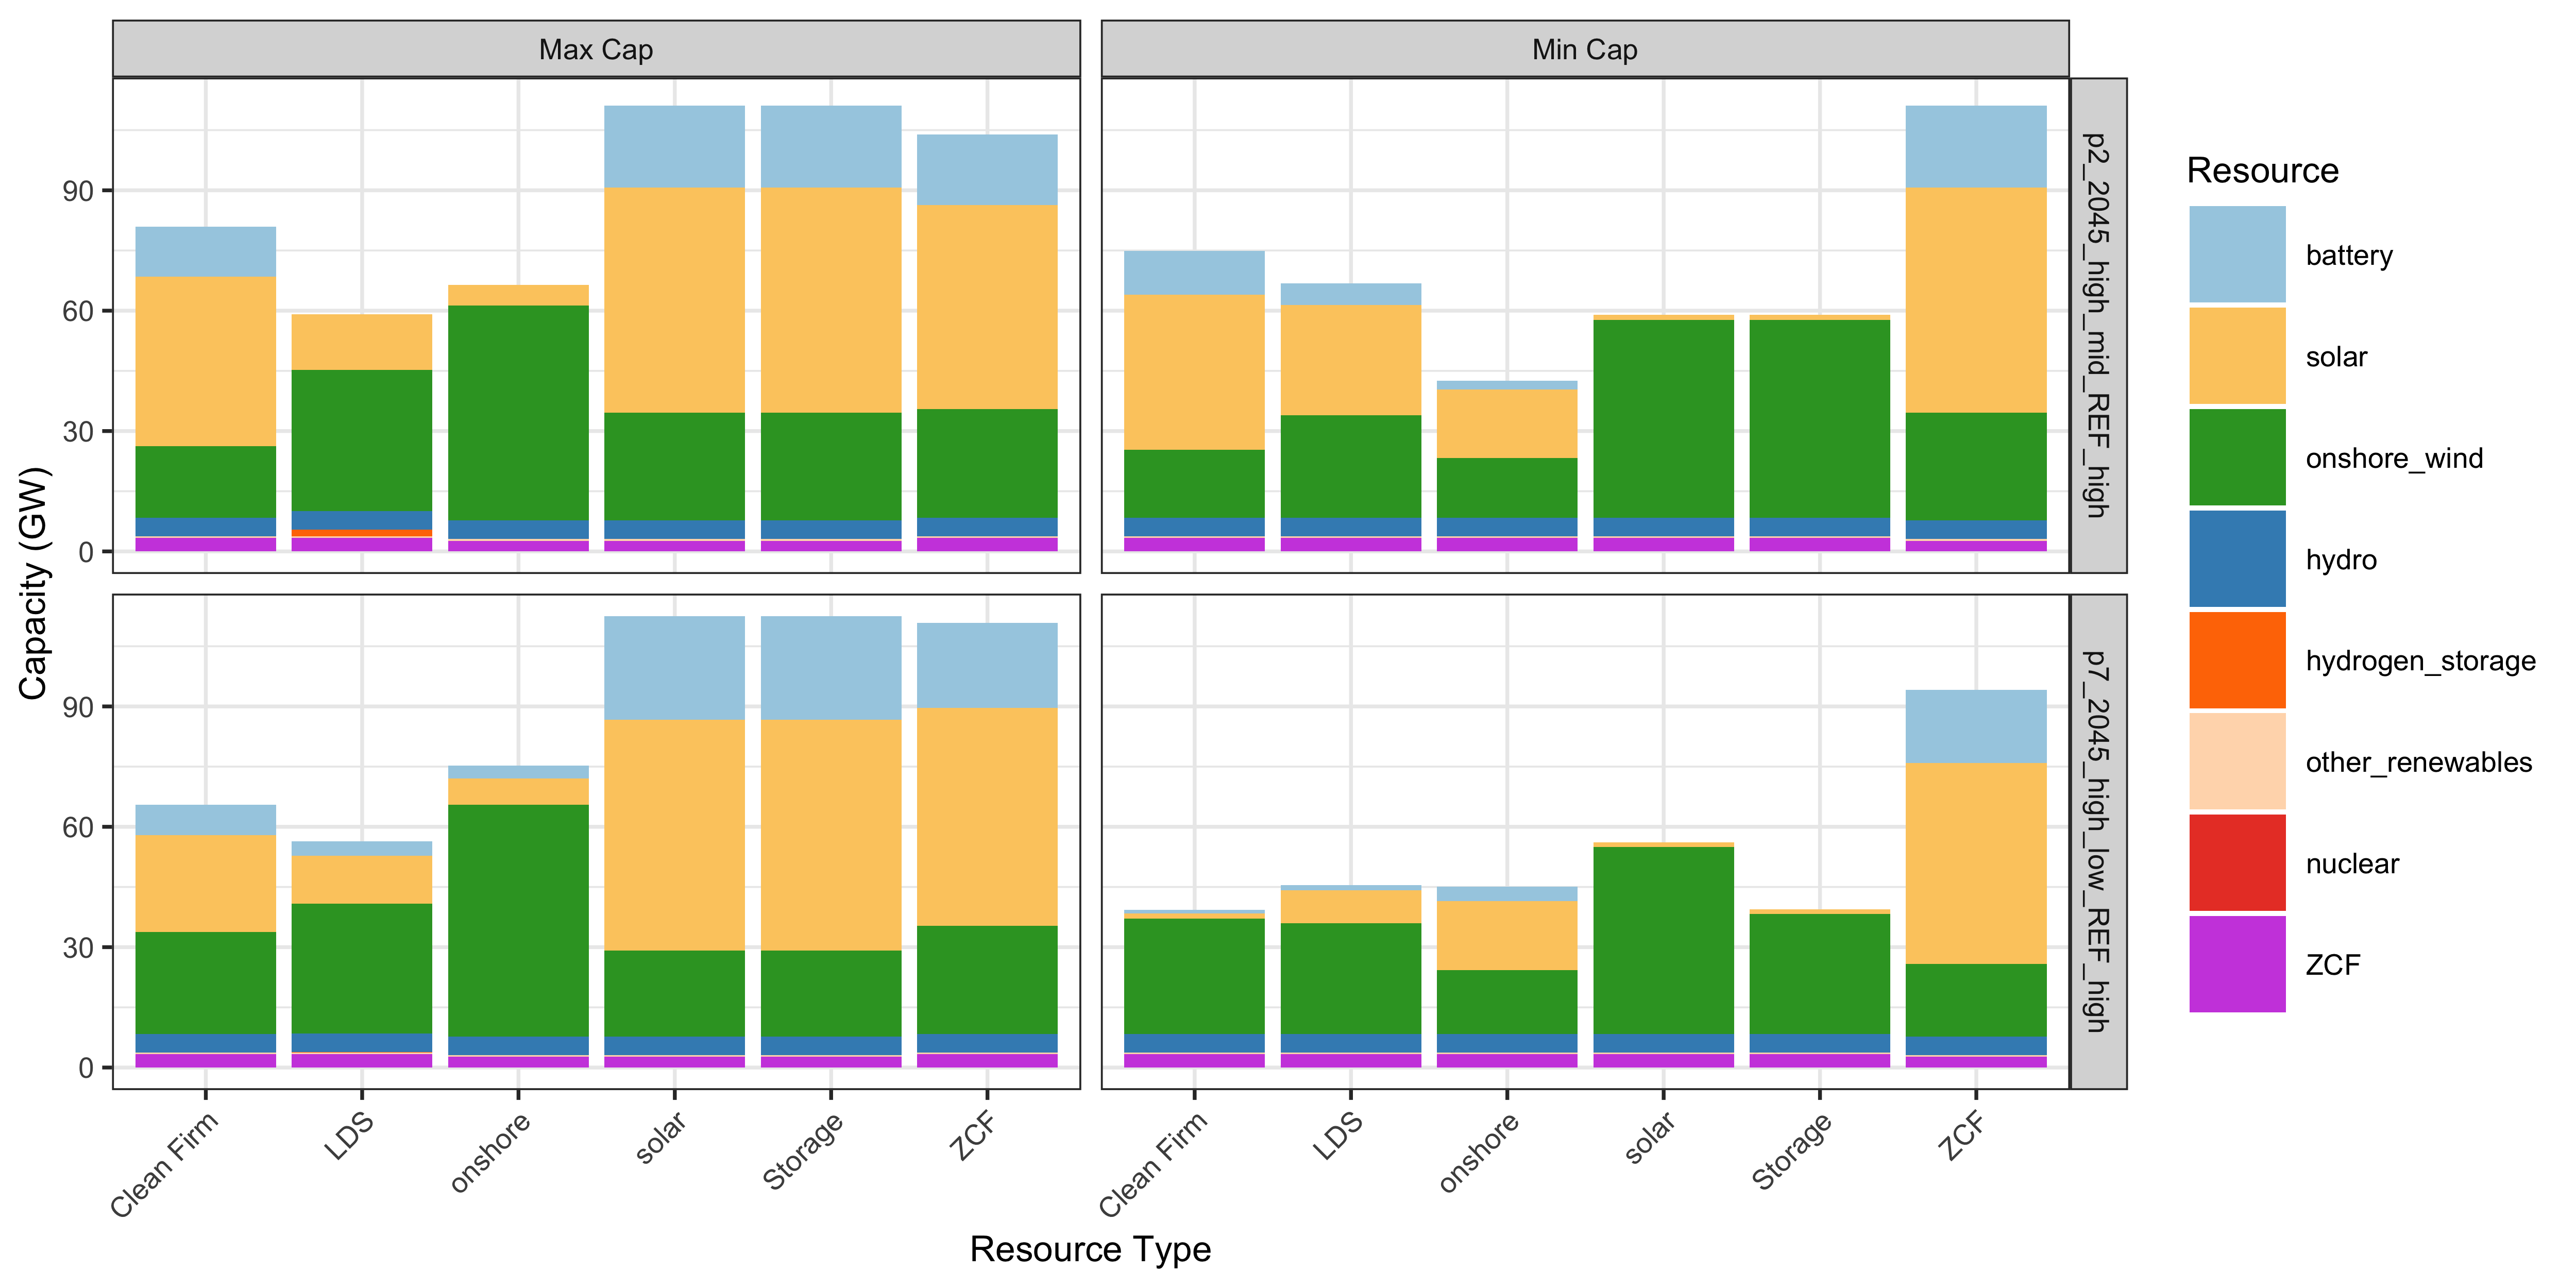 Max Cap
Min Cap
90
60
30
0
p2_2045_high_mid_REF_high
90
60
30
0
p7_2045_high_low_REF_high
Capacity (GW)
Clean Firm
LDS
onshore
solar
Storage
ZCF
Clean Firm
LDS
onshore
solar
Storage
ZCF
Resource Type
Resource
battery
solar
onshore_wind
hydro
hydrogen_storage
other_renewables
nuclear
ZCF